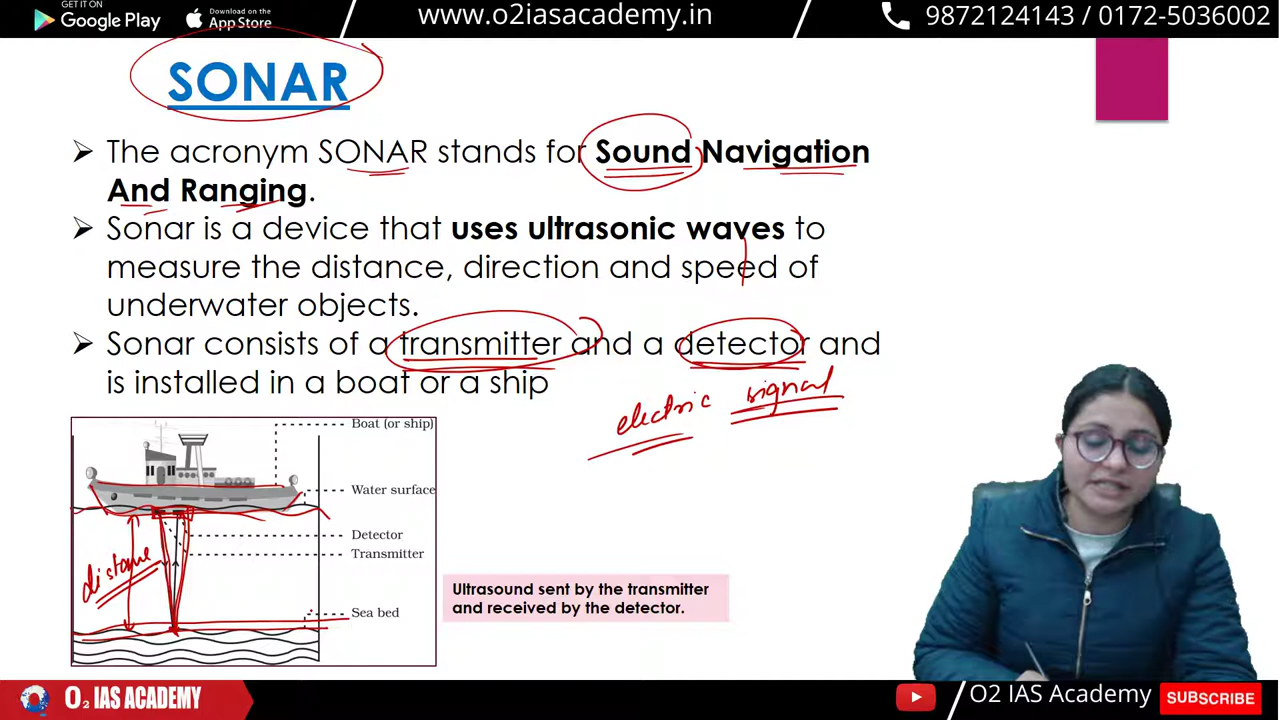 GET IT ON
Google Play
Download on the
App Store
www.o2iasacademy.in
9872124143 / 0172-5036002
SONAR
➢ The acronym SONAR stands for Sound Navigation
And Ranging.
➢ Sonar is a device that uses ultrasonic waves to
measure the distance, direction and speed of
underwater objects.
➢ Sonar consists of a transmitter and a detector and
is installed in a boat or a ship
electric signal
Boat (or ship)
Water surface
Detector
Transmitter
distance
Sea bed
Ultrasound sent by the transmitter
and received by the detector.
O2 IAS ACADEMY
O2 IAS Academy
SUBSCRIBE